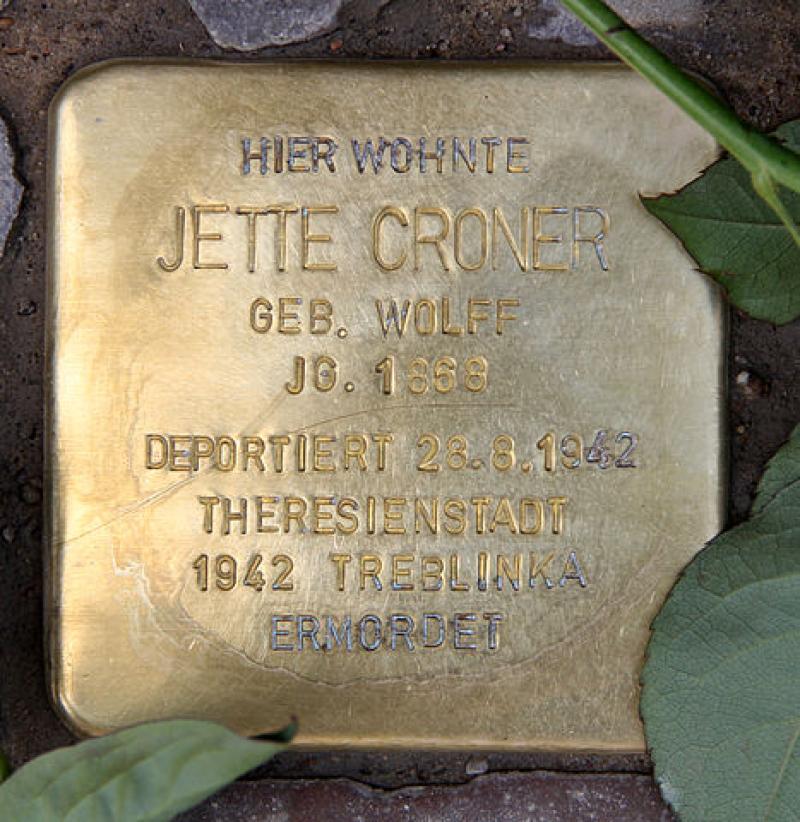 HIER WOHNTE
JETTE CRONER
GEB. WOLFF
JG. 1868
DEPORTIERT 28.8.1942
THERESIENSTADT
1942 TREBLINKA
ERMORDET